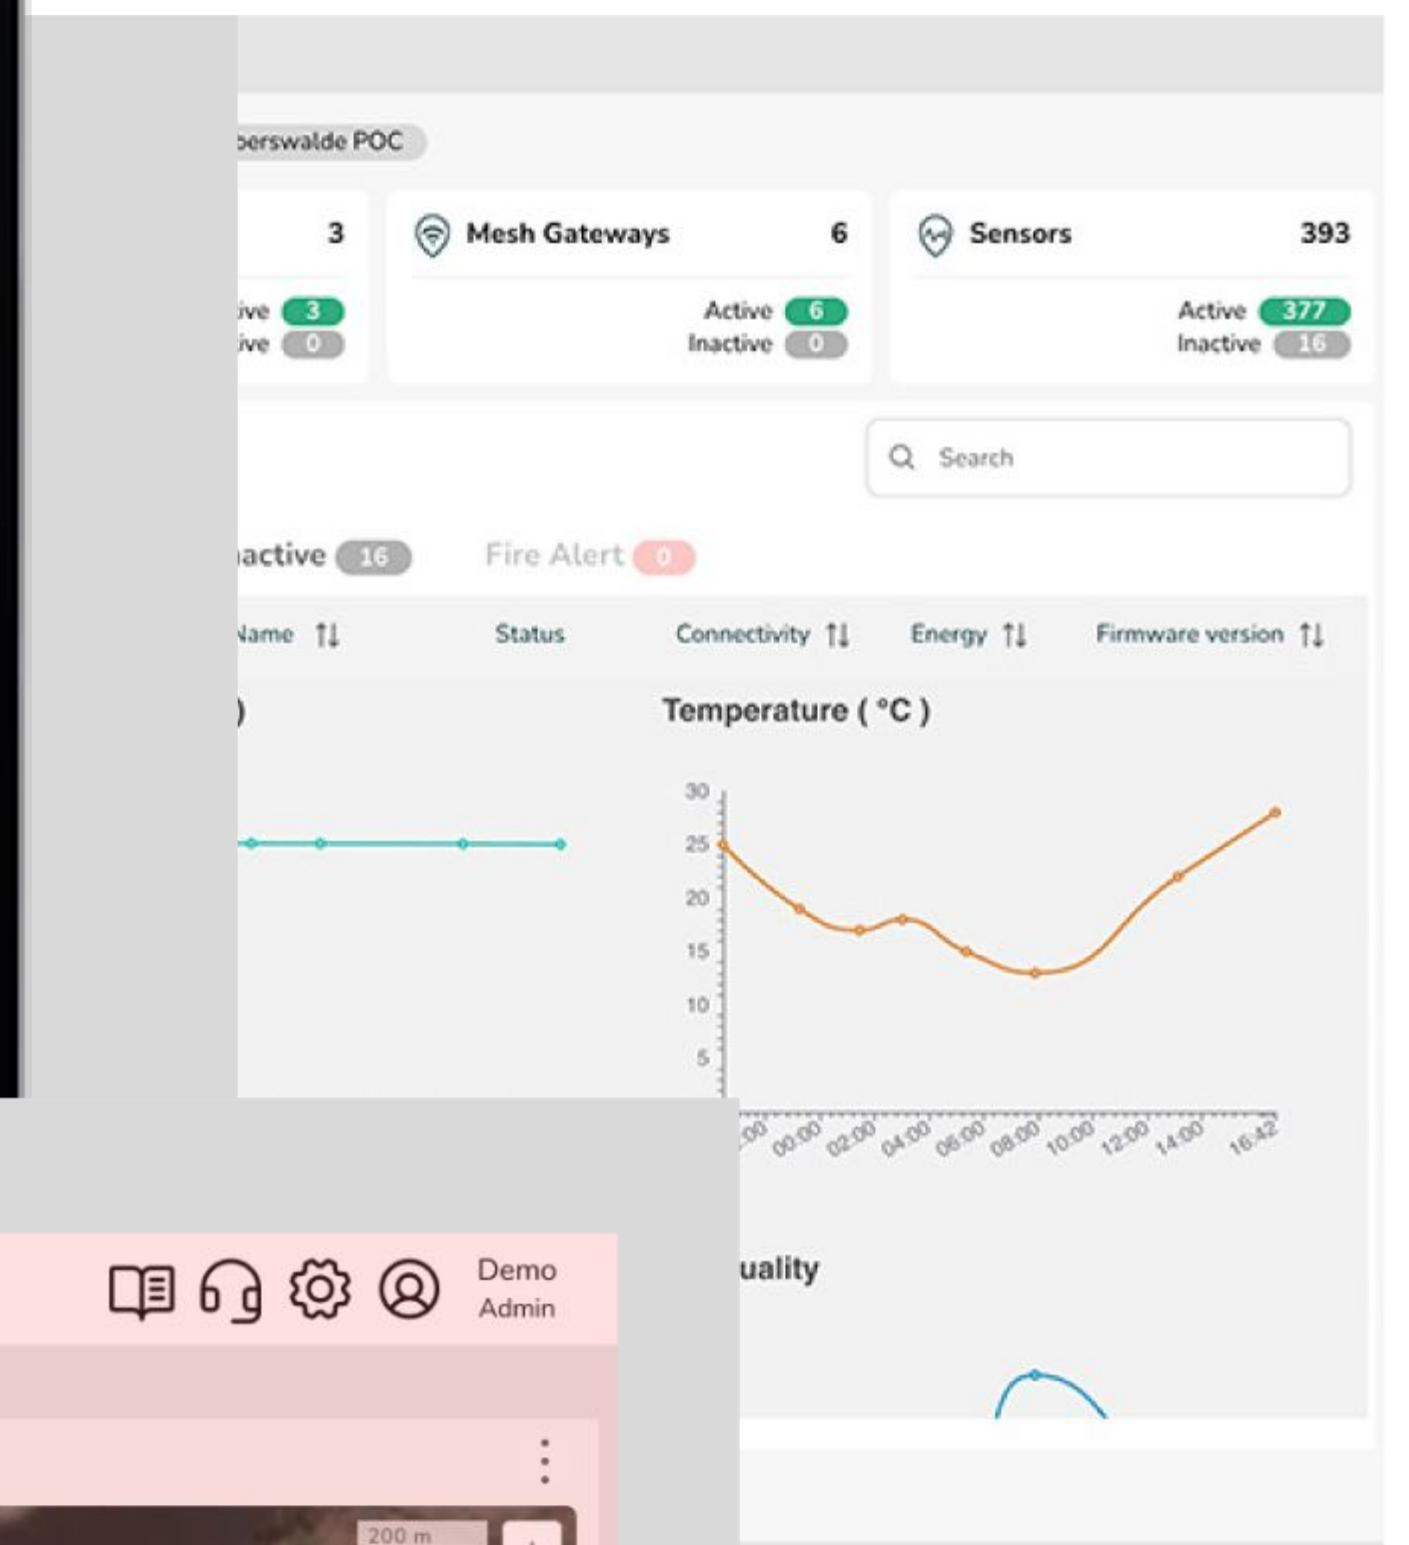 berswalde POC
3
Mesh Gateways 6
Sensors 393
ive 3
ive 0
Active 6
Inactive 0
Active 377
Inactive 16
Search
active 16
Fire Alert 0
Name
Status
Connectivity
Energy
Firmware version
)
Temperature ( °C )
30
25
20
15
10
5
:00 00:00 02:00 04:00 06:00 08:00 10:00 12:00 14:00 16:42
uality
Demo
Admin
200 m